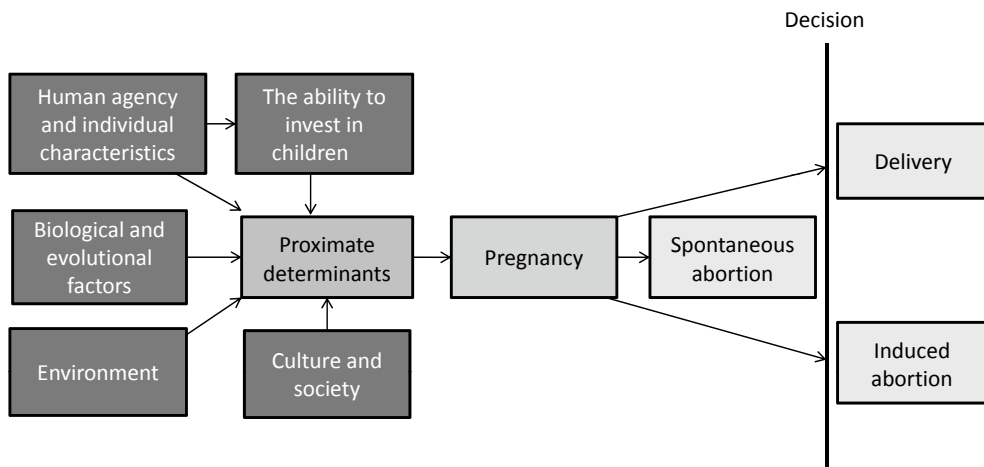 Decision
Human agency
and individual
characteristics
The ability to
invest in
children
Delivery
Biological and
evolutional
factors
Proximate
determinants
Pregnancy
Spontaneous
abortion
Environment
Culture and
society
Induced
abortion